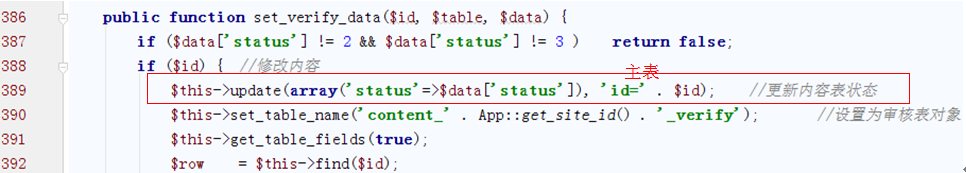 386 public function set_verify_data($id, $table, $data) {
387 if ($data['status'] != 2 && $data['status'] != 3 ) return false;
388 if ($id) { //修改内容
主表
389 $this->update(array('status'=>$data['status']), 'id=' . $id); //更新内容表状态
390 $this->set_table_name('content_' . App::get_site_id() . '_verify'); //设置为审核表对象
391 $this->get_table_fields(true);
392 $row = $this->find($id);